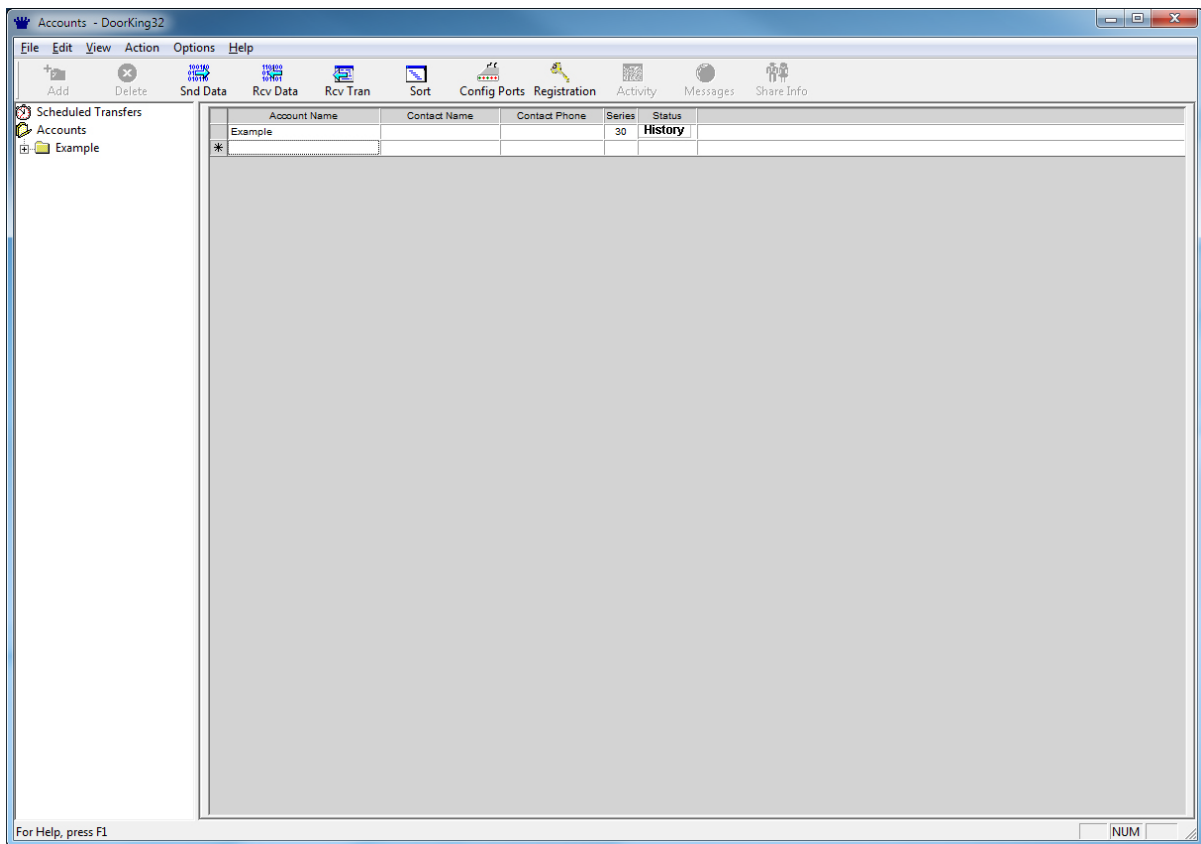 Accounts - DoorKing32
File Edit View Action Options Help
Add Delete Snd Data Rcv Data Rcv Tran Sort Config Ports Registration Activity Messages Share Info
Scheduled Transfers
Accounts
Example
Account Name Contact Name Contact Phone Series Status
Example 30 History
For Help, press F1 NUM